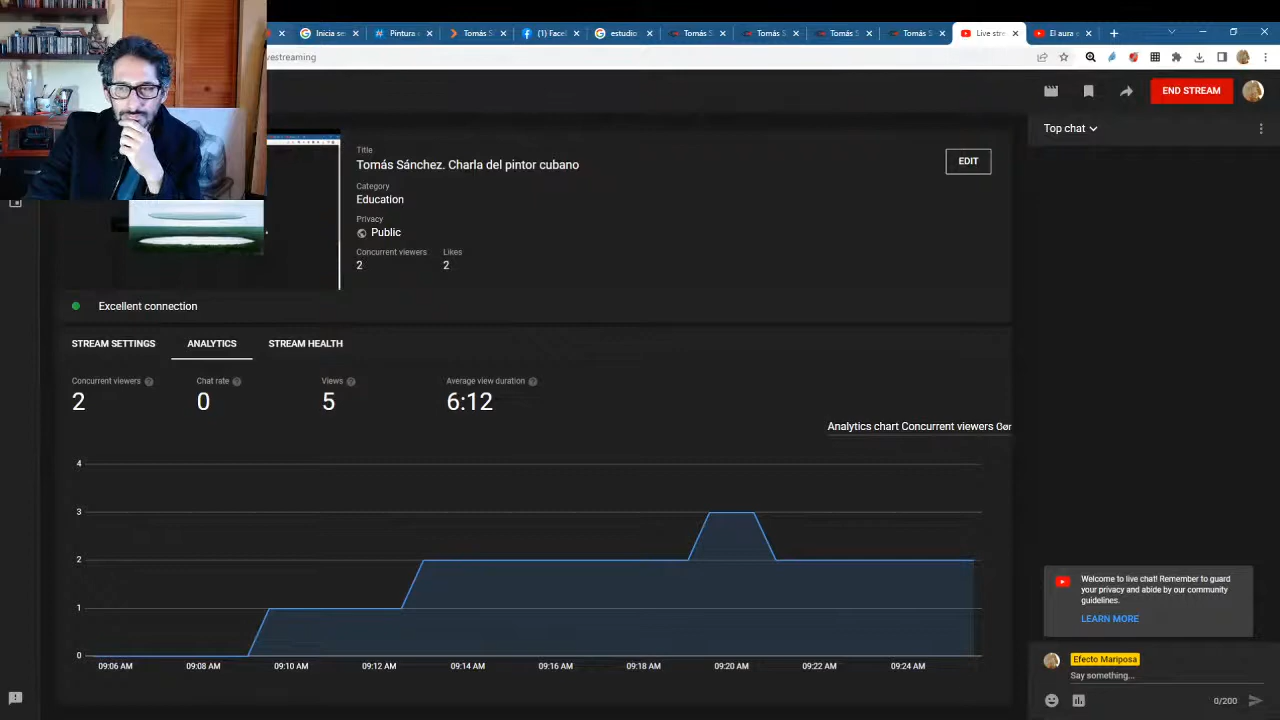 Inicia se
Pintura
Tomás S
(1) Facel
estudio
Tomás S
Tomás S
Tomás S
Tomás S
Live stre
El aura
vestreaming
END STREAM
Top chat
Title
Tomás Sánchez. Charla del pintor cubano
EDIT
Category
Education
Privacy
Public
Concurrent viewers Likes
2 2
Excellent connection
STREAM SETTINGS ANALYTICS STREAM HEALTH
Concurrent viewers Chat rate Views Average view duration
2 0 5 6:12
Analytics chart Concurrent viewers
4
3
2
1
0
09:06 AM 09:08 AM 09:10 AM 09:12 AM 09:14 AM 09:16 AM 09:18 AM 09:20 AM 09:22 AM 09:24 AM
Welcome to live chat! Remember to guard
your privacy and abide by our community
guidelines.
LEARN MORE
Efecto Mariposa
Say something...
0/200